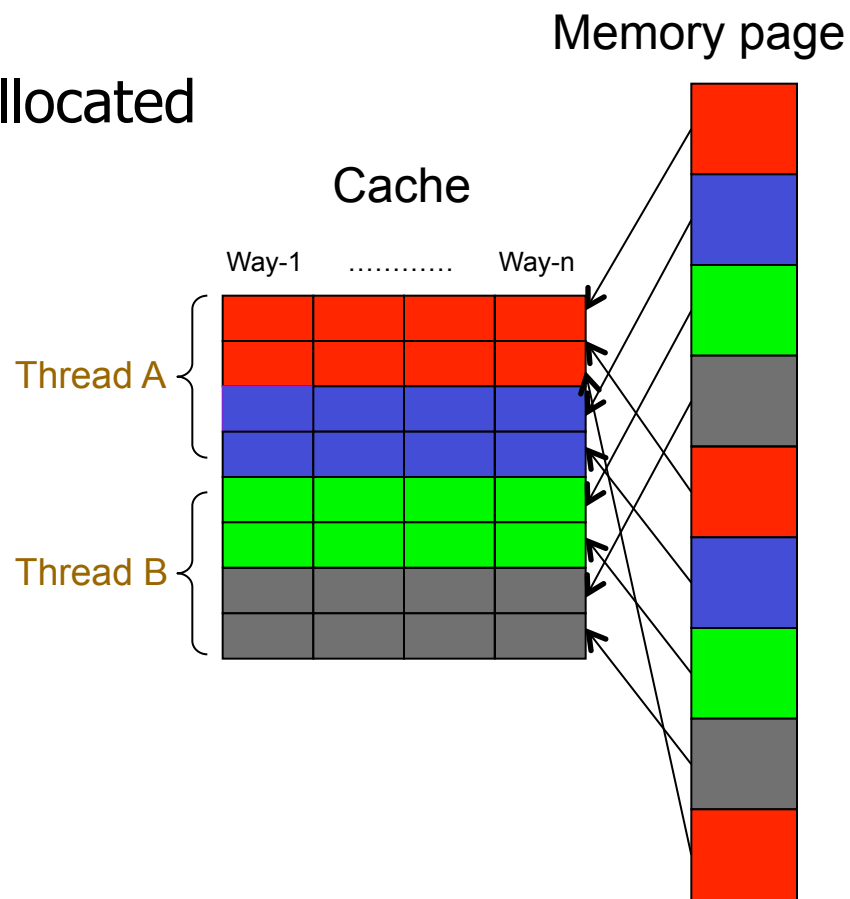 Memory page
llocated
Cache
Way-1 ………… Way-n
Thread A
Thread B